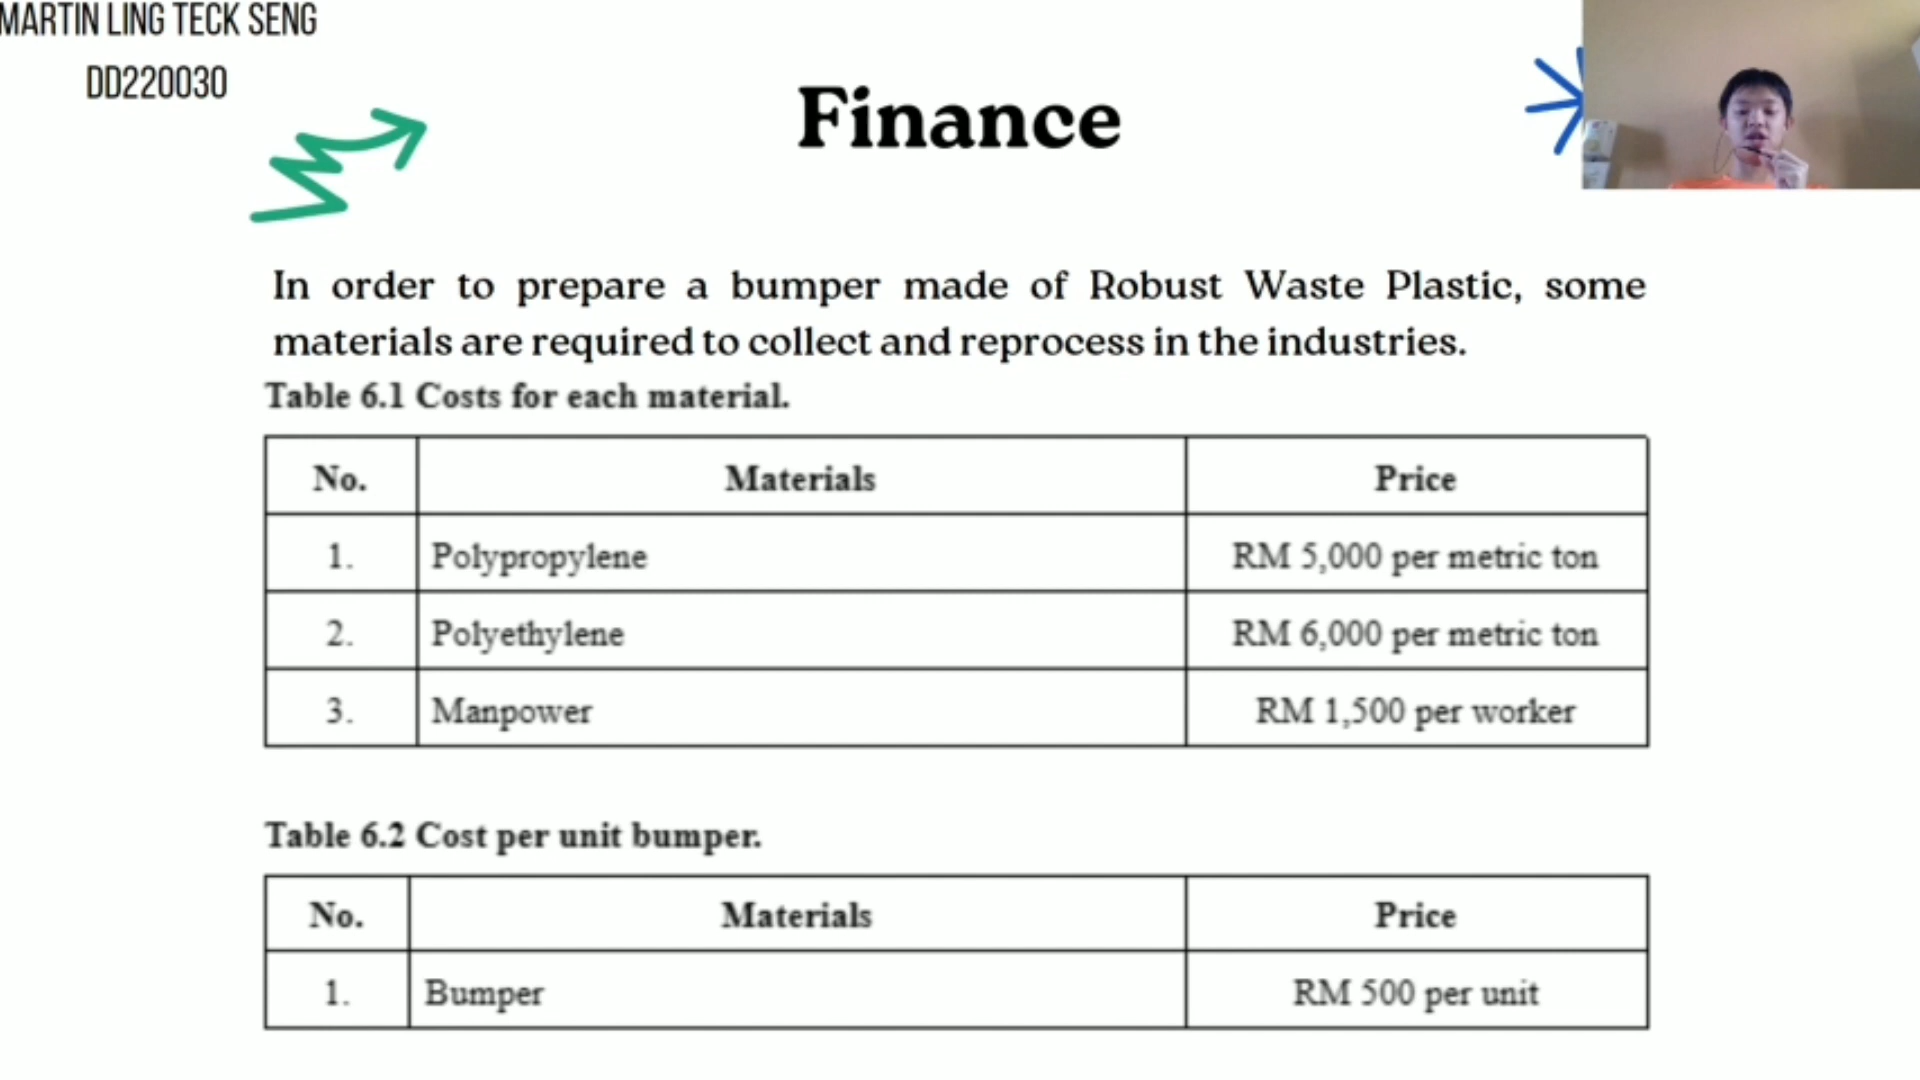 MARTIN LING TECK SENG
DD220030
Finance
In order to prepare a bumper made of Robust Waste Plastic, some
materials are required to collect and reprocess in the industries.
Table 6.1 Costs for each material.
No. Materials Price
1. Polypropylene RM 5,000 per metric ton
2. Polyethylene RM 6,000 per metric ton
3. Manpower RM 1,500 per worker
Table 6.2 Cost per unit bumper.
No. Materials Price
1. Bumper RM 500 per unit